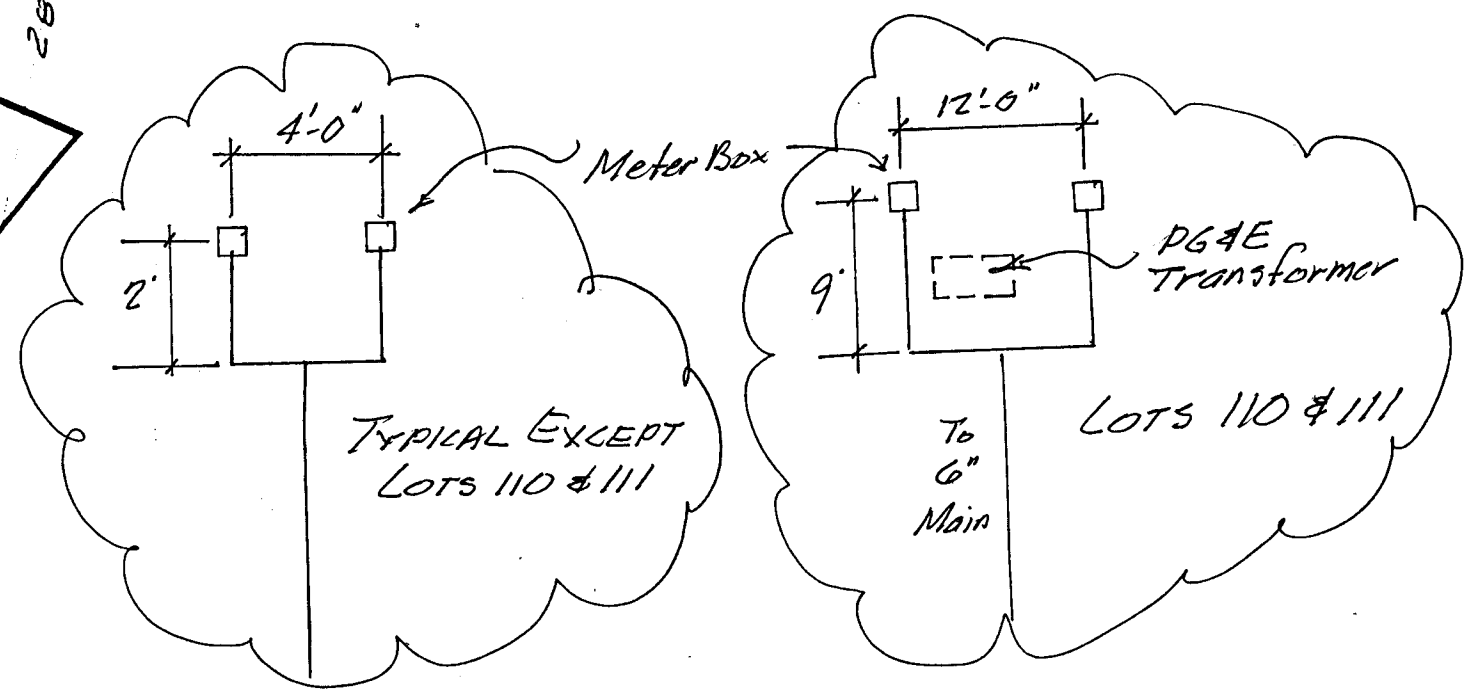 28
4'-0"
Meter Box
12'-0"
2'
9'
PG&E
Transformer
TYPICAL EXCEPT
LOTS 110 & 111
To
6"
Main
LOTS 110 & 111